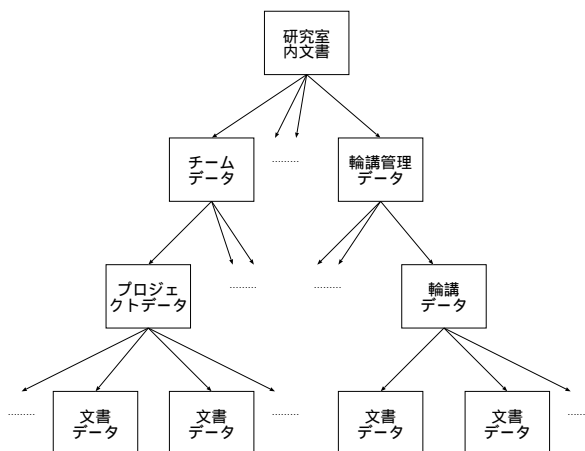 研究室
内文書
チーム
データ
.........
輪講管理
データ
プロジェ
クトデータ
.........
.........
輪講
データ
.........
文書
データ
文書
データ
.........
文書
データ
文書
データ
.........